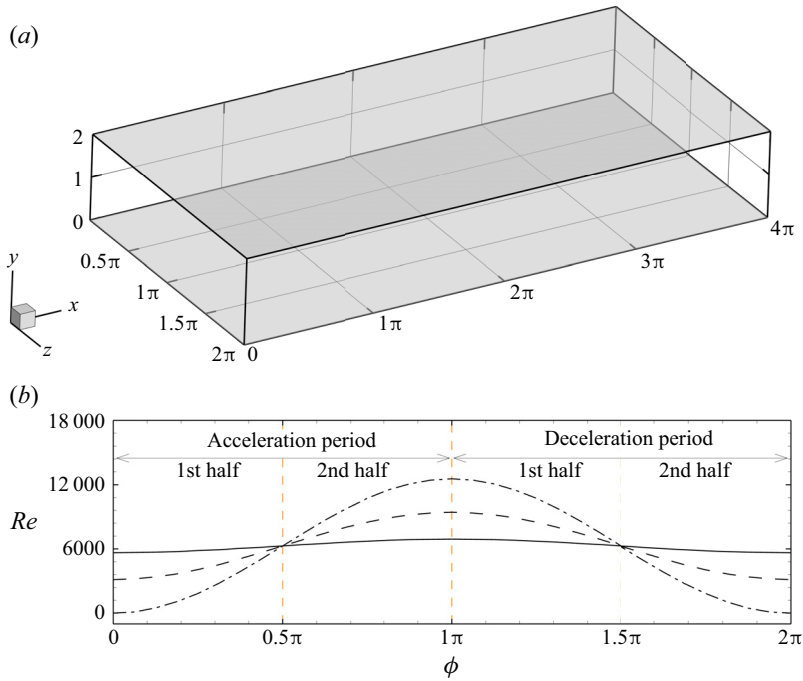 (a)
2
1
0
0.5π
1π
1.5π
2π
0
1π
2π
3π
4π
y
x
z
(b)
18 000
12 000
6000
0
Re
Acceleration period
Deceleration period
1st half
2nd half
1st half
2nd half
0
0.5π
1π
1.5π
2π
ϕ